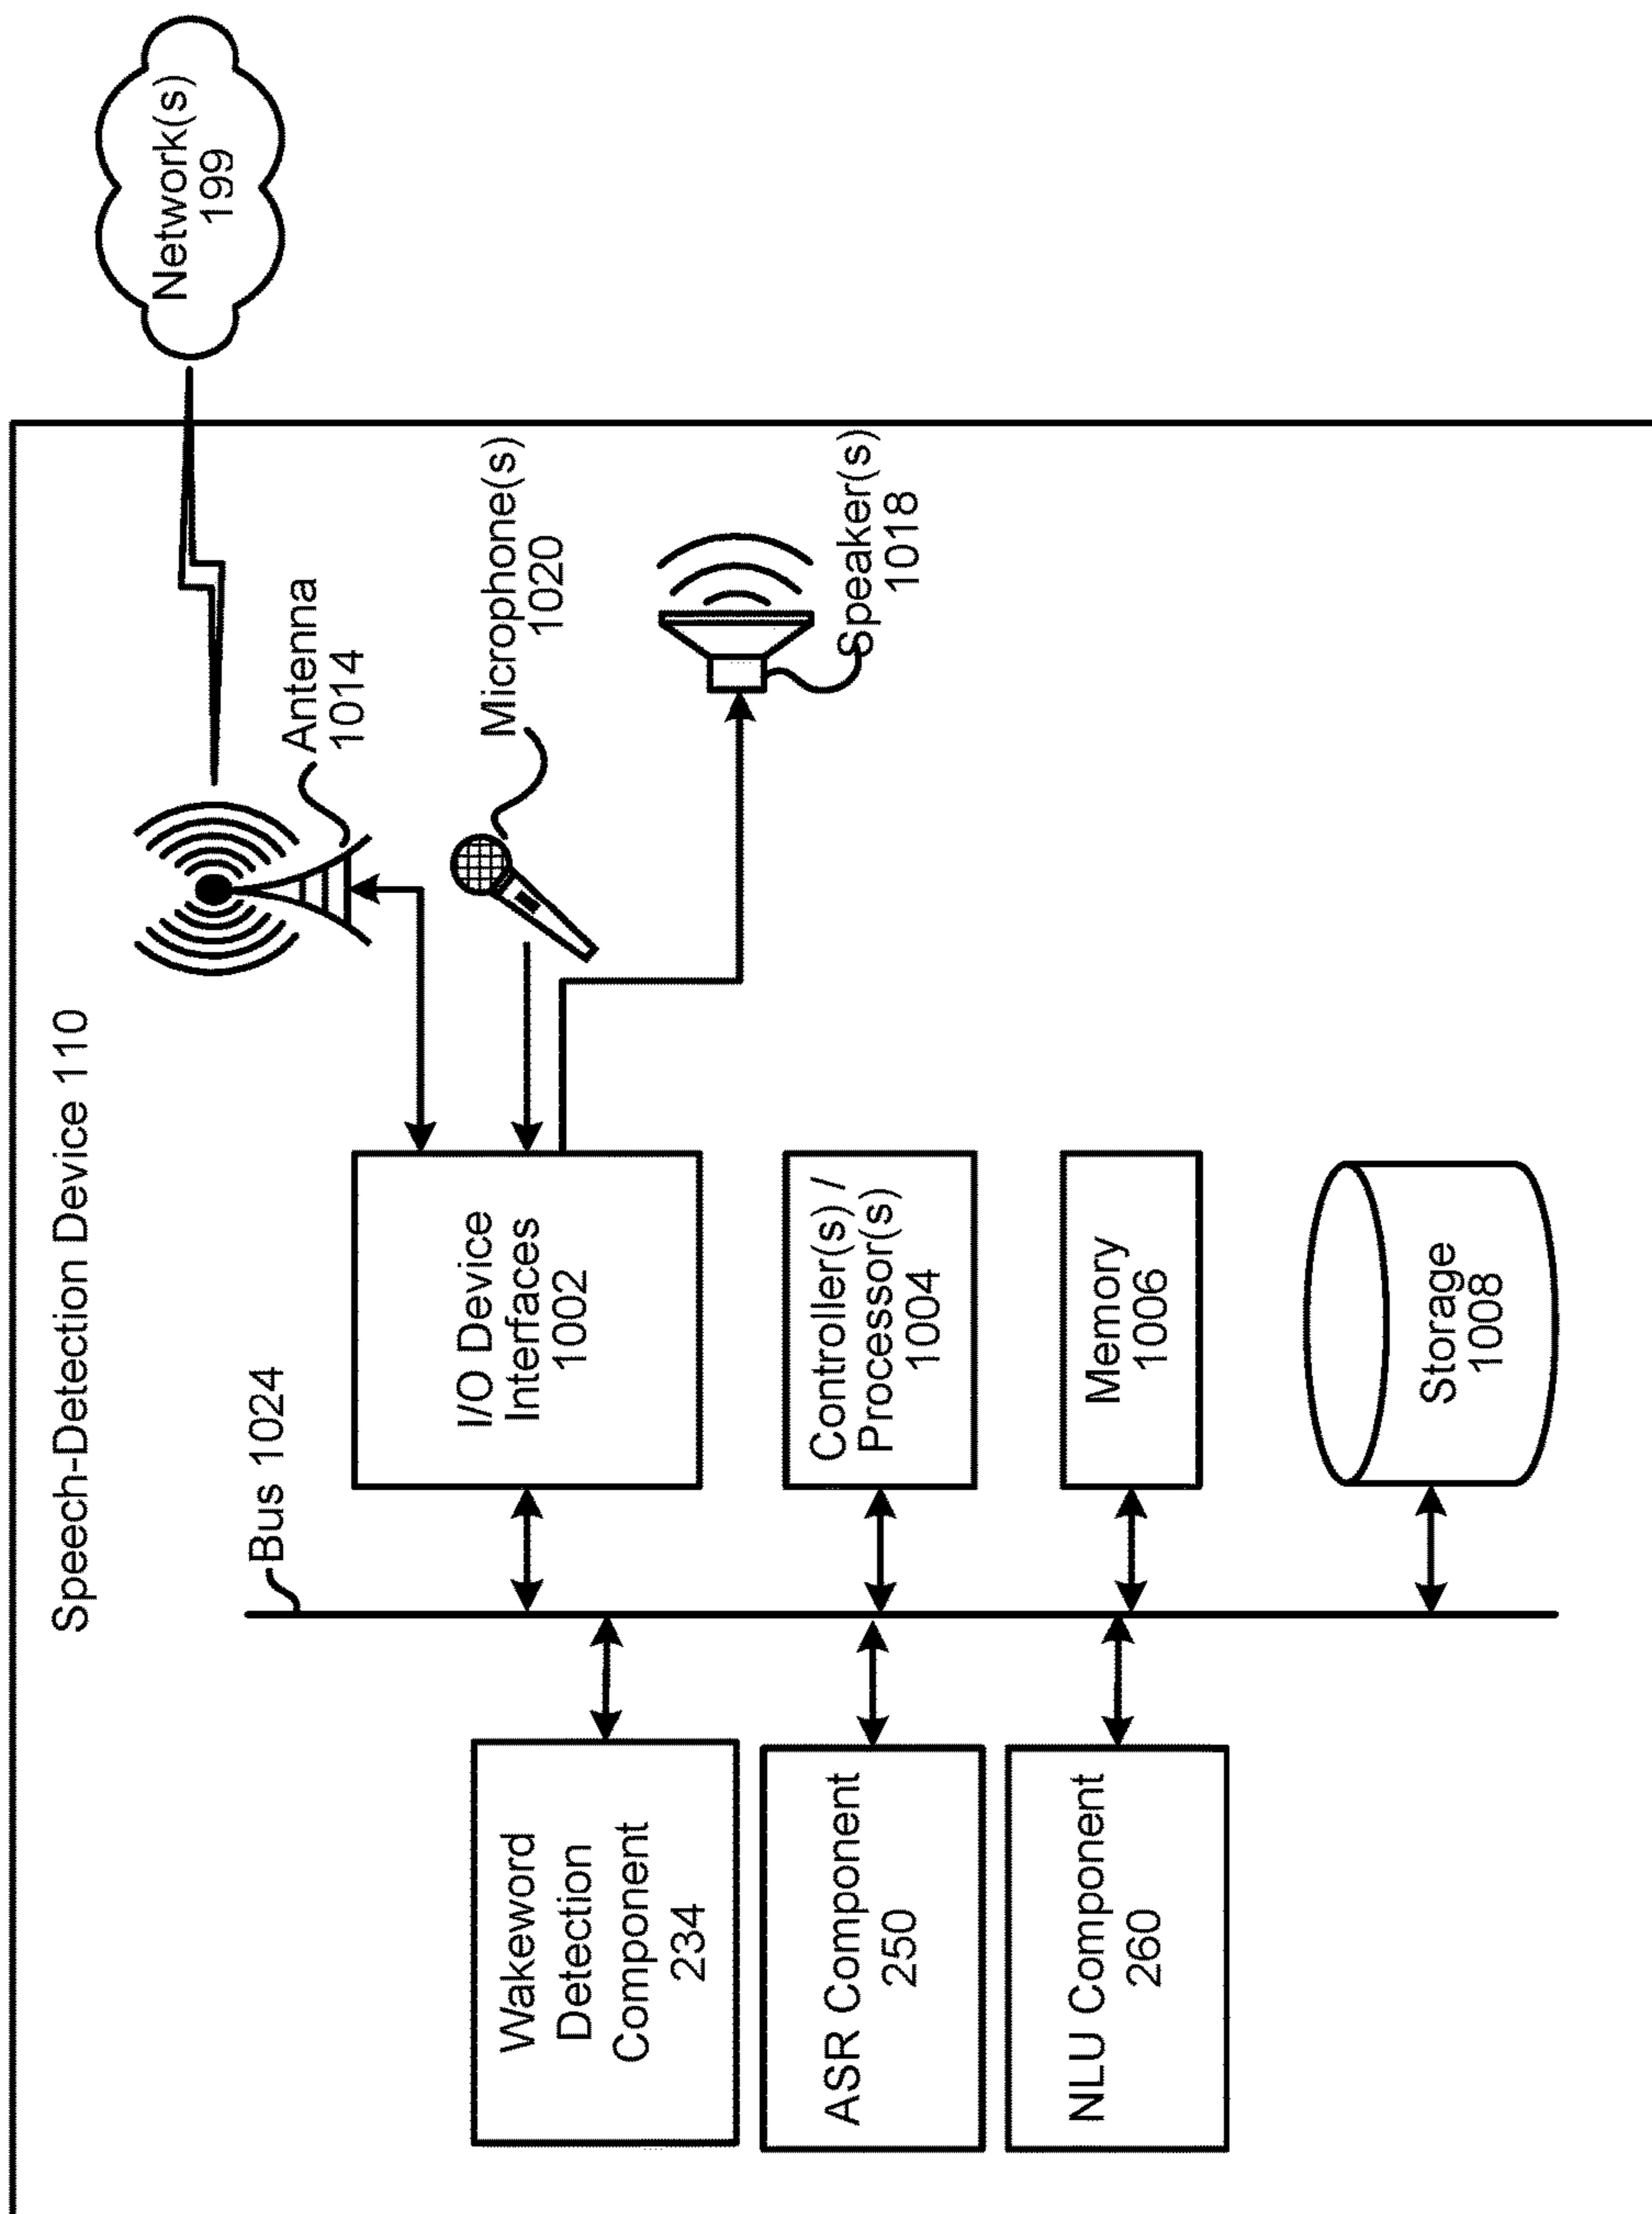 Speech-Detection Device 110
Bus 1024
Wakeword
Detection
Component
234
ASR Component
250
NLU Component
260
I/O Device
Interfaces
1002
Controller(s) /
Processor(s)
1004
Memory
1006
Storage
1008
Antenna
1014
Microphone(s)
1020
Speaker(s)
1018
Network(s)
199